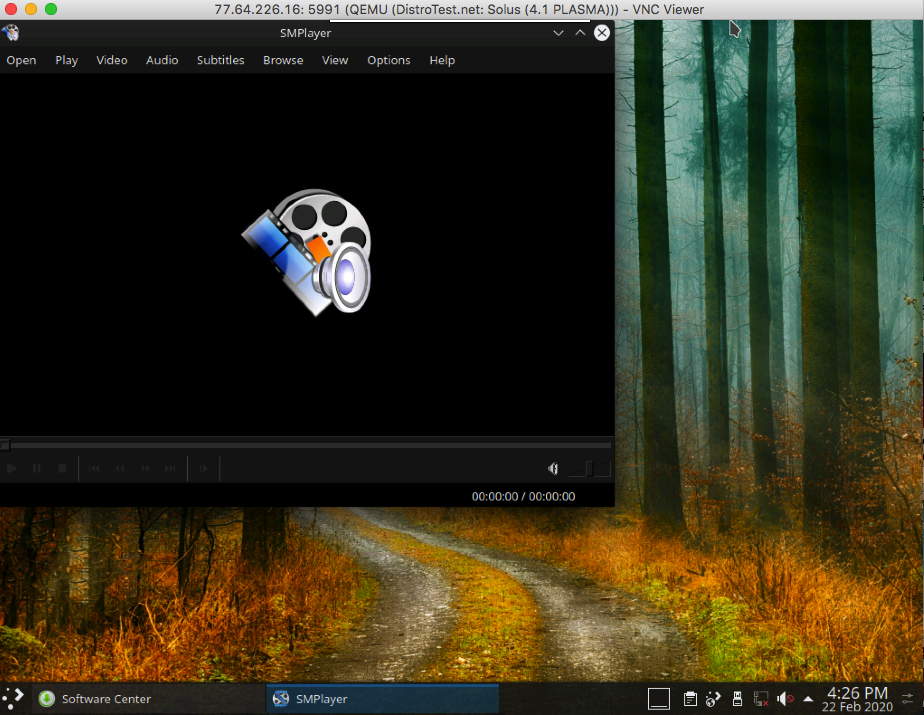 77.64.226.16: 5991 (QEMU (DistroTest.net: Solus (4.1 PLASMA))) - VNC Viewer
SMPlayer
Open Play Video Audio Subtitles Browse View Options Help
00:00:00 / 00:00:00
Software Center
SMPlayer
4:26 PM
22 Feb 2020